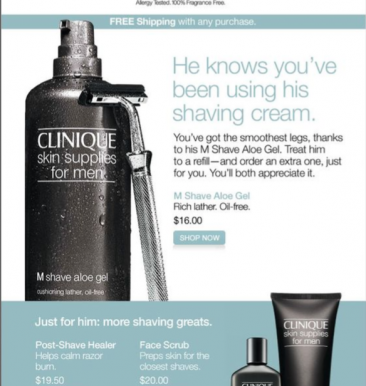 Allergy Tested. 100% Fragrance Free.
FREE Shipping with any purchase.
He knows you've
been using his
shaving cream.
CLINIQUE
skin supplies
for men
You've got the smoothest legs, thanks
to his M Shave Aloe Gel. Treat him
to a refill—and order an extra one, just
for you. You'll both appreciate it.
M Shave Aloe Gel
Rich lather. Oil-free.
$16.00
SHOP NOW
M shave aloe gel
cushioning lather, oil-free
Just for him: more shaving greats.
Post-Shave Healer
Helps calm razor
burn.
$19.50
Face Scrub
Preps skin for the
closest shaves.
$20.00
CLINIQUE
skin supplies
for men
CLINIQUE